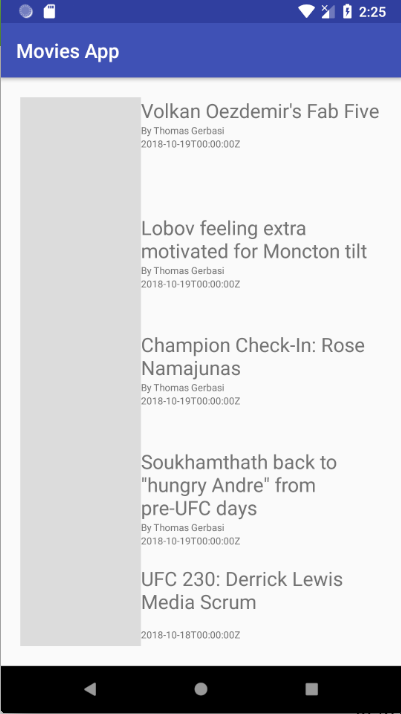 2:25
Movies App
Volkan Oezdemir's Fab Five
By Thomas Gerbasi
2018-10-19T00:00:00Z
Lobov feeling extra
motivated for Moncton tilt
By Thomas Gerbasi
2018-10-19T00:00:00Z
Champion Check-In: Rose
Namajunas
By Thomas Gerbasi
2018-10-19T00:00:00Z
Soukhamthath back to
"hungry Andre" from
pre-UFC days
By Thomas Gerbasi
2018-10-19T00:00:00Z
UFC 230: Derrick Lewis
Media Scrum
2018-10-18T00:00:00Z